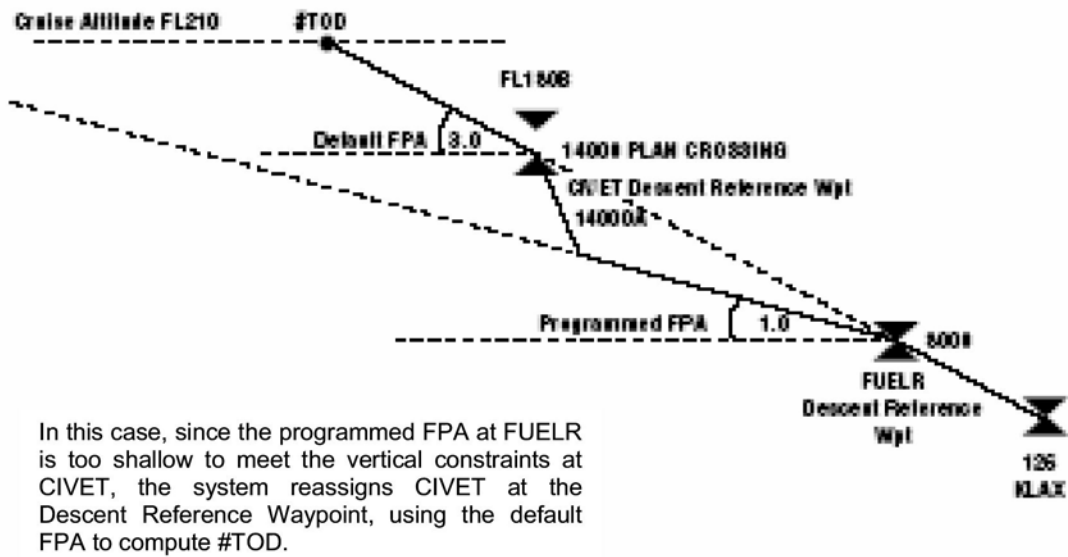 Cruise Altitude FL210
#TOD
FL180B
Default FPA
3.0
14000 PLAN CROSSING
CIVET Descent Reference Wpt
14000A
Programmed FPA
1.0
8000
FUELR
Descent Reference
Wpt
126
KLAX
In this case, since the programmed FPA at FUELR
is too shallow to meet the vertical constraints at
CIVET, the system reassigns CIVET at the
Descent Reference Waypoint, using the default
FPA to compute #TOD.